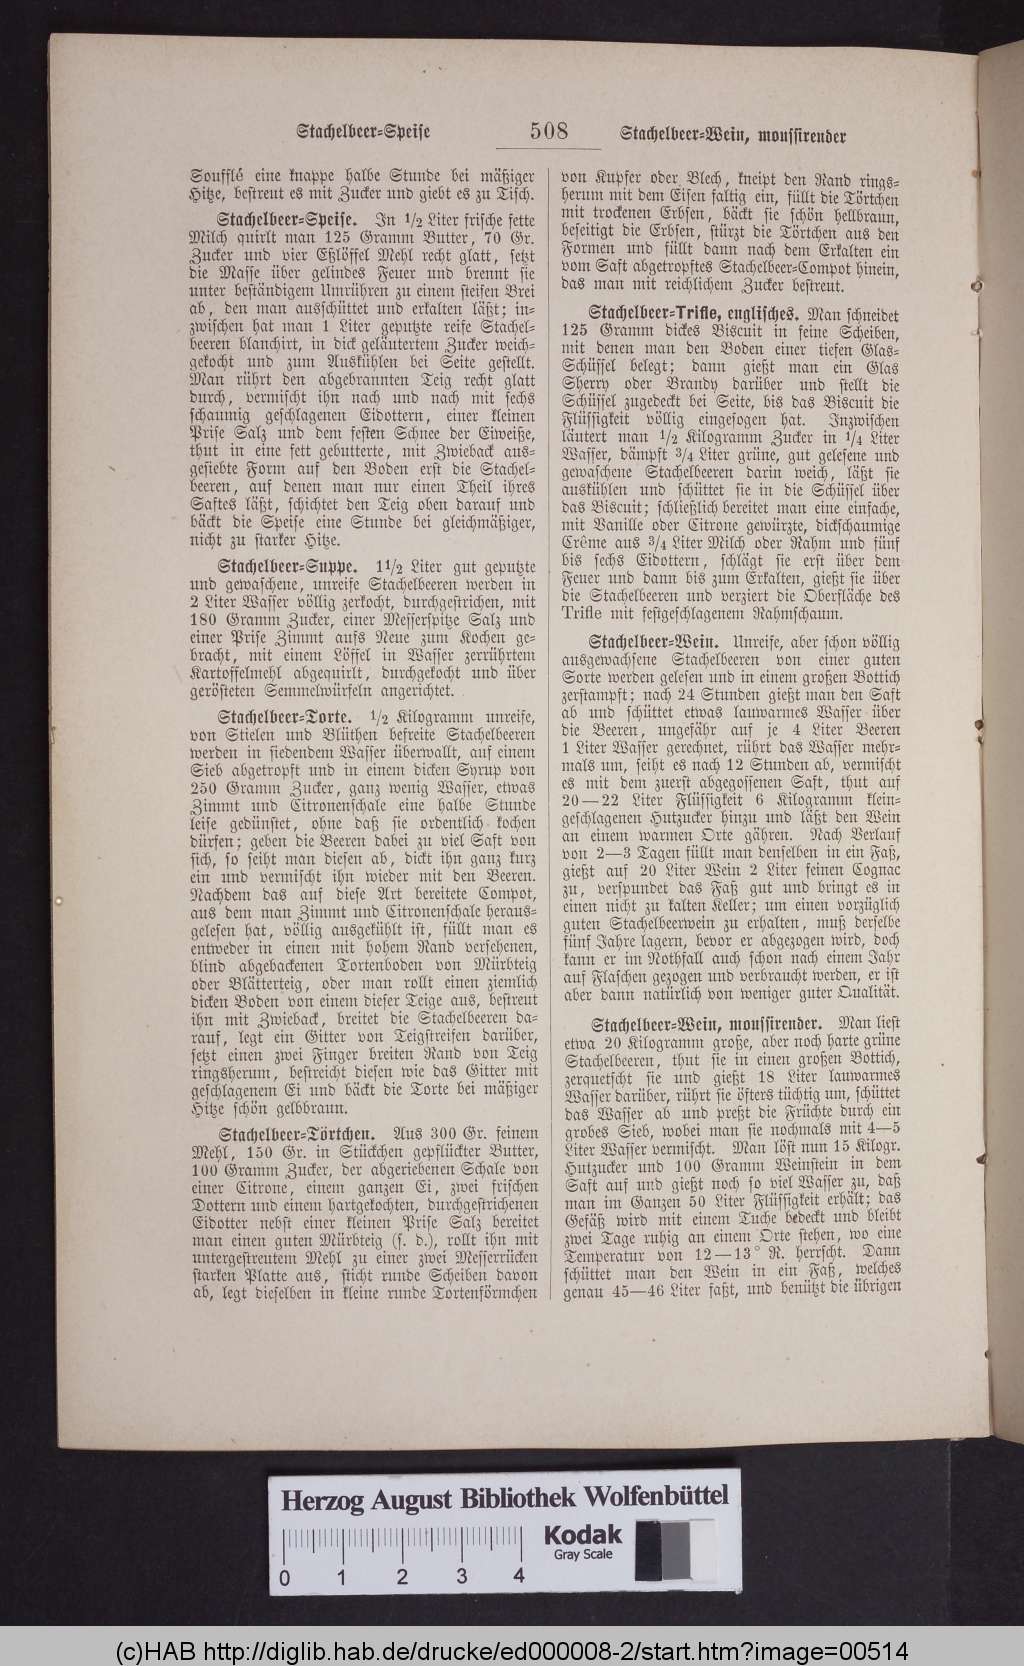 Stachelbeer-Speise
508
Stachelbeer-Wein, moussirender
Soufflé eine knappe halbe Stunde bei mäßiger
Hitze, bestreut es mit Zucker und giebt es zu Tisch.
Stachelbeer-Speise. In 1/2 Liter frische fette
Milch quirlt man 125 Gramm Butter, 70 Gr.
Zucker und vier Eßlöffel Mehl recht glatt, setzt
die Masse über gelindes Feuer und brennt sie
unter beständigem Umrühren zu einem steifen Brei
ab, den man ausschüttet und erkalten läßt; in-
zwischen hat man 1 Liter geputzte reife Stachel-
beeren blanchirt, in dick geläutertem Zucker weich-
gekocht und zum Auskühlen bei Seite gestellt.
Man rührt den abgebrannten Teig recht glatt
durch, vermischt ihn nach und nach mit sechs
schaumig geschlagenen Eidottern, einer kleinen
Prise Salz und dem festen Schnee der Eiweiße,
thut in eine fett gebutterte, mit Zwieback aus-
gesiebte Form auf den Boden erst die Stachel-
beeren, auf denen man nur einen Theil ihres
Saftes läßt, schichtet den Teig oben darauf und
bäckt die Speise eine Stunde bei gleichmäßiger,
nicht zu starker Hitze.
Stachelbeer-Suppe. 1 1/2 Liter gut geputzte
und gewaschene, unreife Stachelbeeren werden in
2 Liter Wasser völlig zerkocht, durchgestrichen, mit
180 Gramm Zucker, einer Messerspitze Salz und
einer Prise Zimmt aufs Neue zum Kochen ge-
bracht, mit einem Löffel in Wasser zerrührtem
Kartoffelmehl abgequirlt, durchgekocht und über
gerösteten Semmelwürfeln angerichtet.
Stachelbeer-Torte. 1/2 Kilogramm unreife,
von Stielen und Blüthen befreite Stachelbeeren
werden in siedendem Wasser überwallt, auf einem
Sieb abgetropft und in einem dicken Syrup von
250 Gramm Zucker, ganz wenig Wasser, etwas
Zimmt und Citronenschale eine halbe Stunde
leise gedünstet, ohne daß sie ordentlich kochen
dürfen; geben die Beeren dabei zu viel Saft von
sich, so seiht man diesen ab, dickt ihn ganz kurz
ein und vermischt ihn wieder mit den Beeren.
Nachdem das auf diese Art bereitete Compot,
aus dem man Zimmt und Citronenschale heraus-
gelesen hat, völlig ausgekühlt ist, füllt man es
entweder in einen mit hohem Rand versehenen,
blind abgebackenen Tortenboden von Mürbteig
oder Blätterteig, oder man rollt einen ziemlich
dicken Boden von einem dieser Teige aus, bestreut
ihn mit Zwieback, breitet die Stachelbeeren da-
rauf, legt ein Gitter von Teigstreifen darüber,
setzt einen zwei Finger breiten Rand von Teig
ringsherum, bestreicht diesen wie das Gitter mit
geschlagenem Ei und bäckt die Torte bei mäßiger
Hitze schön gelbbraun.
Stachelbeer-Törtchen. Aus 300 Gr. feinem
Mehl, 150 Gr. in Stückchen gepflückter Butter,
100 Gramm Zucker, der abgeriebenen Schale von
einer Citrone, einem ganzen Ei, zwei frischen
Dottern und einem hartgekochten, durchgestrichenen
Eidotter nebst einer kleinen Prise Salz bereitet
man einen guten Mürbteig (s. d.), rollt ihn mit
untergestreutem Mehl zu einer zwei Messerrücken
starken Platte aus, sticht runde Scheiben davon
ab, legt dieselben in kleine runde Tortenförmchen
von Kupfer oder Blech, kneipt den Rand rings-
herum mit dem Eisen faltig ein, füllt die Törtchen
mit trockenen Erbsen, bäckt sie schön hellbraun,
beseitigt die Erbsen, stürzt die Törtchen aus den
Formen und füllt dann nach dem Erkalten ein
vom Saft abgetropftes Stachelbeer-Compot hinein,
das man mit reichlichem Zucker bestreut.
Stachelbeer-Trifle, englisches. Man schneidet
125 Gramm dickes Biscuit in feine Scheiben,
mit denen man den Boden einer tiefen Glas-
Schüssel belegt; dann gießt man ein Glas
Sherry oder Brandy darüber und stellt die
Schüssel zugedeckt bei Seite, bis das Biscuit die
Flüssigkeit völlig eingesogen hat. Inzwischen
läutert man 1/2 Kilogramm Zucker in 1/4 Liter
Wasser, dämpft 3/4 Liter grüne, gut gelesene und
gewaschene Stachelbeeren darin weich, läßt sie
auskühlen und schüttet sie in die Schüssel über
das Biscuit; schließlich bereitet man eine einfache,
mit Vanille oder Citrone gewürzte, dickschaumige
Crême aus 3/4 Liter Milch oder Rahm und fünf
bis sechs Eidottern, schlägt sie erst über dem
Feuer und dann bis zum Erkalten, gießt sie über
die Stachelbeeren und verziert die Oberfläche des
Trifle mit festgeschlagenem Rahmschaum.
Stachelbeer-Wein. Unreife, aber schon völlig
ausgewachsene Stachelbeeren von einer guten
Sorte werden gelesen und in einem großen Bottich
zerstampft; nach 24 Stunden gießt man den Saft
ab und schüttet etwas lauwarmes Wasser über
die Beeren, ungefähr auf je 4 Liter Beeren
1 Liter Wasser gerechnet, rührt das Wasser mehr-
mals um, seiht es nach 12 Stunden ab, vermischt
es mit dem zuerst abgegossenen Saft, thut auf
20—22 Liter Flüssigkeit 6 Kilogramm klein-
geschlagenen Hutzucker hinzu und läßt den Wein
an einem warmen Orte gähren. Nach Verlauf
von 2—3 Tagen füllt man denselben in ein Faß,
gießt auf 20 Liter Wein 2 Liter feinen Cognac
zu, verspundet das Faß gut und bringt es in
einen nicht zu kalten Keller; um einen vorzüglich
guten Stachelbeerwein zu erhalten, muß derselbe
fünf Jahre lagern, bevor er abgezogen wird, doch
kann er im Nothfall auch schon nach einem Jahr
auf Flaschen gezogen und verbraucht werden, er ist
aber dann natürlich von weniger guter Qualität.
Stachelbeer-Wein, moussirender. Man liest
etwa 20 Kilogramm große, aber noch harte grüne
Stachelbeeren, thut sie in einen großen Bottich,
zerquetscht sie und gießt 18 Liter lauwarmes
Wasser darüber, rührt sie öfters tüchtig um, schüttet
das Wasser ab und preßt die Früchte durch ein
grobes Sieb, wobei man sie nochmals mit 4—5
Liter Wasser vermischt. Man löst nun 15 Kilogr.
Hutzucker und 100 Gramm Weinstein in dem
Saft auf und gießt noch so viel Wasser zu, daß
man im Ganzen 50 Liter Flüssigkeit erhält; das
Gefäß wird mit einem Tuche bedeckt und bleibt
zwei Tage ruhig an einem Orte stehen, wo eine
Temperatur von 12—13° R. herrscht. Dann
schüttet man den Wein in ein Faß, welches
genau 45—46 Liter faßt, und benützt die übrigen
Herzog August Bibliothek Wolfenbüttel
Kodak
Gray Scale
0 1 2 3 4
(c)HAB http://diglib.hab.de/drucke/ed000008-2/start.htm?image=00514